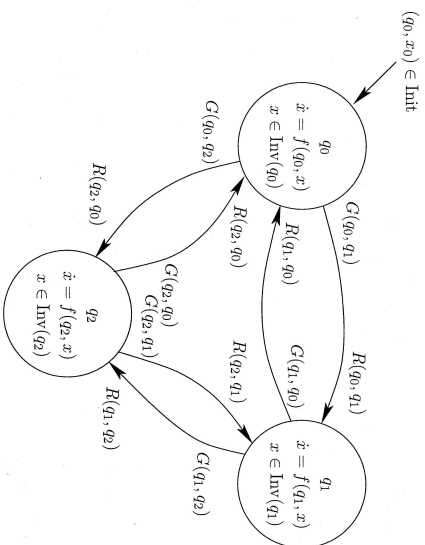 (q₀, x₀) ∈ Init
G(q₀, q₁)
R(q₀, q₁)
q₀
ẋ = f(q₀, x)
x ∈ Inv(q₀)
q₁
ẋ = f(q₁, x)
x ∈ Inv(q₁)
R(q₁, q₀)
G(q₁, q₀)
R(q₂, q₀)
R(q₂, q₁)
G(q₀, q₂)
G(q₁, q₂)
G(q₂, q₀)
G(q₂, q₁)
R(q₂, q₀)
R(q₁, q₂)
q₂
ẋ = f(q₂, x)
x ∈ Inv(q₂)